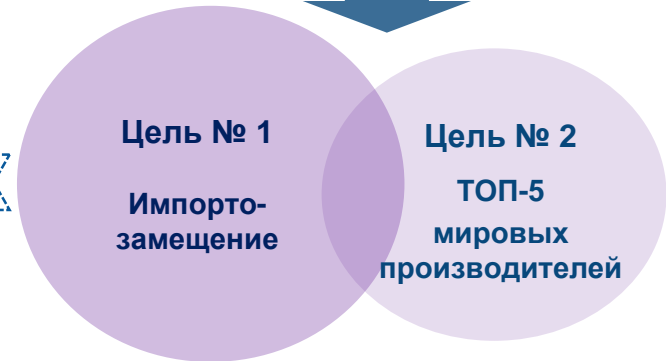 Цель № 1
Импорто-
замещение
Цель № 2
ТОП-5
мировых
производителей